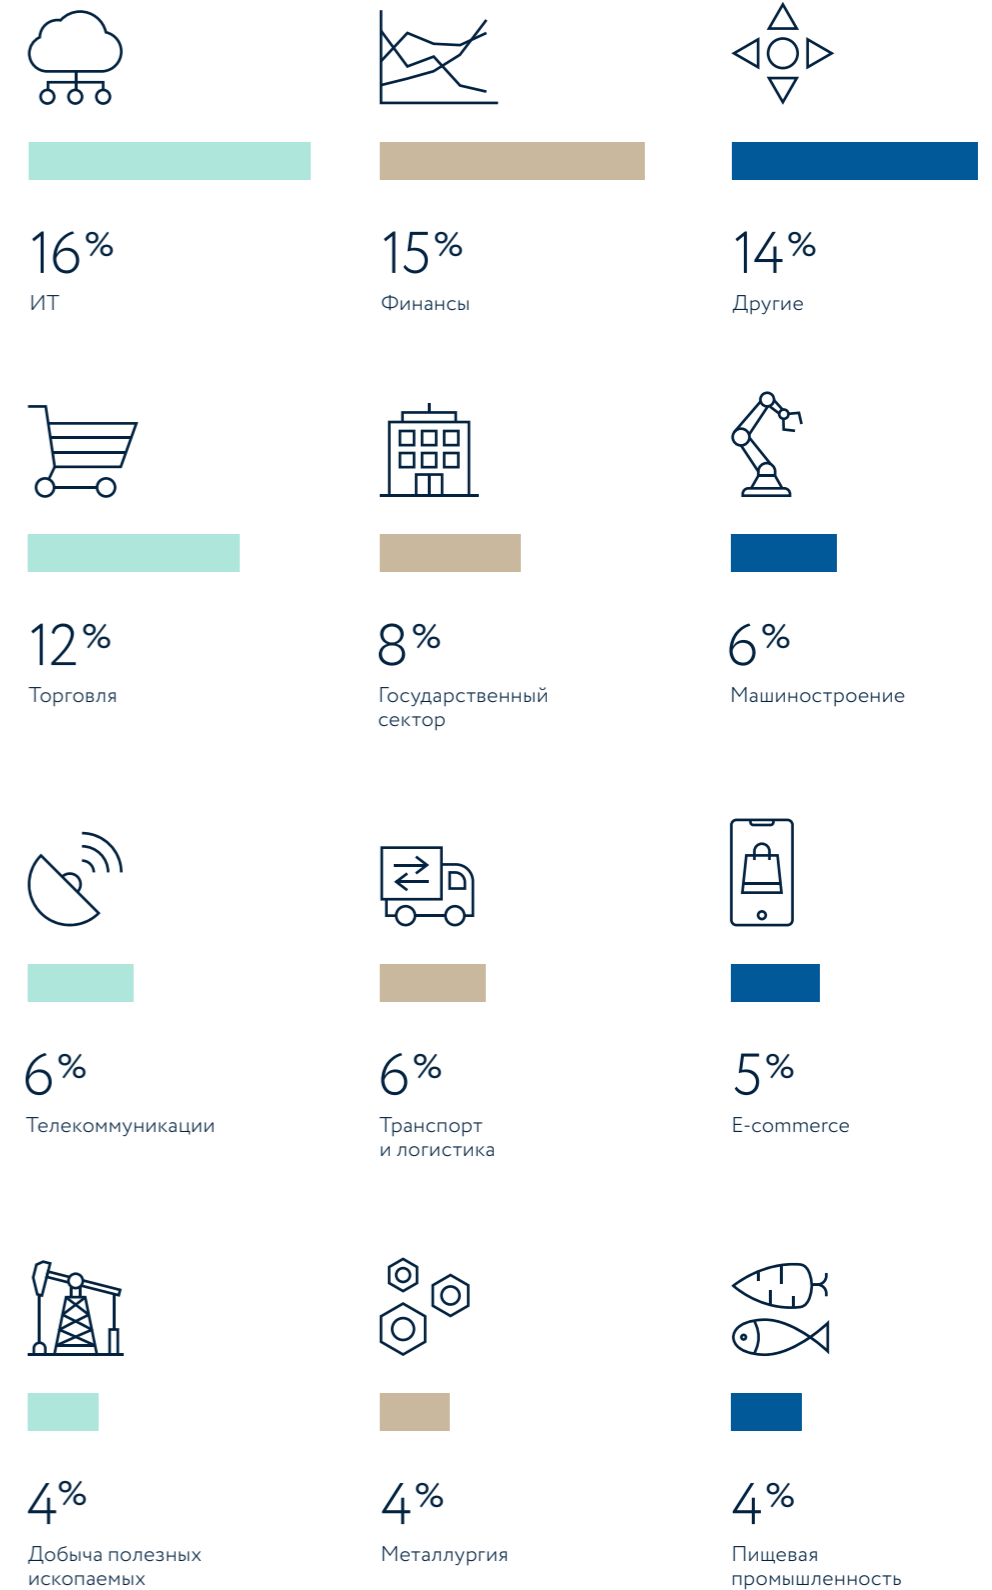 16%
ИТ
15%
Финансы
14%
Другие
12%
Торговля
8%
Государственный
сектор
6%
Машиностроение
6%
Телекоммуникации
6%
Транспорт
и логистика
5%
E-commerce
4%
Добыча полезных
ископаемых
4%
Металлургия
4%
Пищевая
промышленность